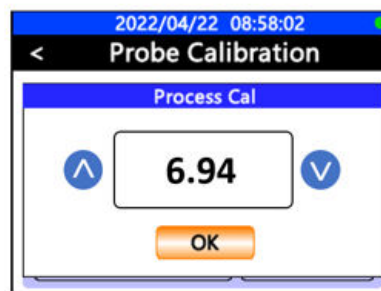 2022/04/22 08:58:02
< Probe Calibration
Process Cal
6.94
OK